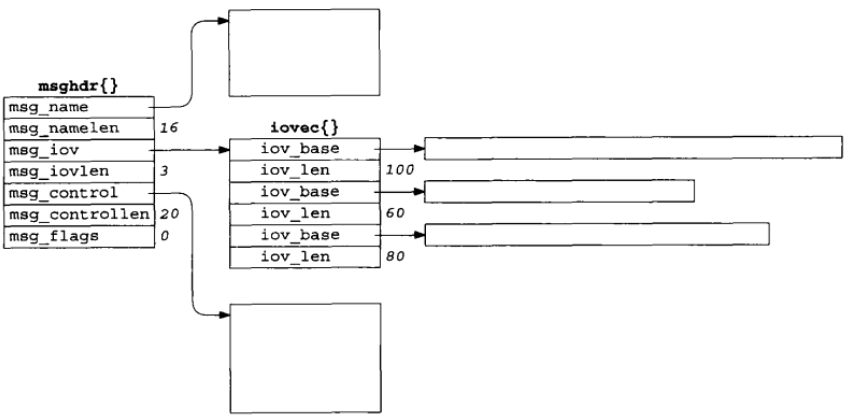 msghdr{}
msg_name
msg_namelen 16
msg_iov
msg_iovlen 3
msg_control
msg_controllen 20
msg_flags 0
iovec{}
iov_base
iov_len 100
iov_base
iov_len 60
iov_base
iov_len 80